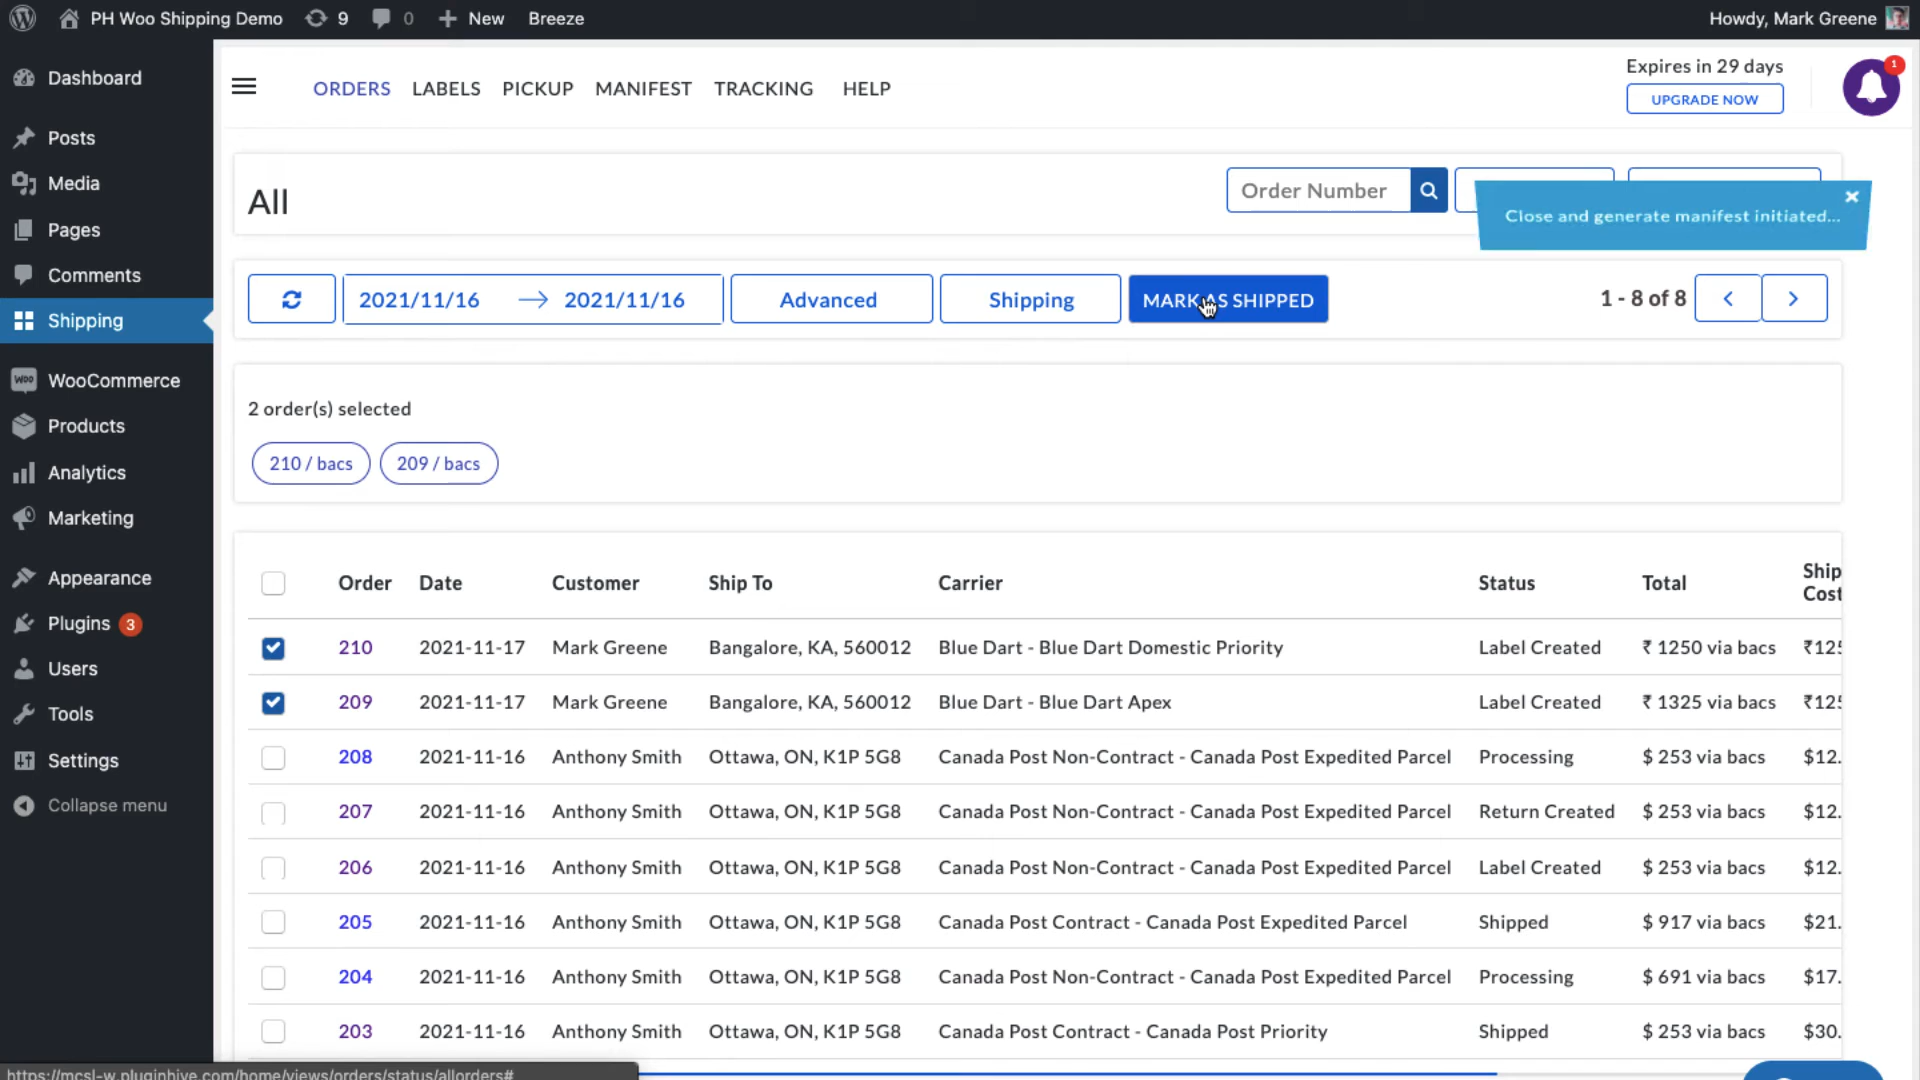 PH Woo Shipping Demo 9 0 New Breeze Howdy, Mark Greene
Dashboard
Posts
Media
Pages
Comments
Shipping
WooCommerce
Products
Analytics
Marketing
Appearance
Plugins 3
Users
Tools
Settings
Collapse menu
ORDERS LABELS PICKUP MANIFEST TRACKING HELP
Expires in 29 days
UPGRADE NOW
1
All
Order Number
Close and generate manifest initiated...
2021/11/16 → 2021/11/16 Advanced Shipping MARK AS SHIPPED 1 - 8 of 8
2 order(s) selected
210 / bacs 209 / bacs
Order Date Customer Ship To Carrier Status Total Ship Cost
210 2021-11-17 Mark Greene Bangalore, KA, 560012 Blue Dart - Blue Dart Domestic Priority Label Created ₹ 1250 via bacs ₹125
209 2021-11-17 Mark Greene Bangalore, KA, 560012 Blue Dart - Blue Dart Apex Label Created ₹ 1325 via bacs ₹125
208 2021-11-16 Anthony Smith Ottawa, ON, K1P 5G8 Canada Post Non-Contract - Canada Post Expedited Parcel Processing $ 253 via bacs $12.
207 2021-11-16 Anthony Smith Ottawa, ON, K1P 5G8 Canada Post Non-Contract - Canada Post Expedited Parcel Return Created $ 253 via bacs $12.
206 2021-11-16 Anthony Smith Ottawa, ON, K1P 5G8 Canada Post Non-Contract - Canada Post Expedited Parcel Label Created $ 253 via bacs $12.
205 2021-11-16 Anthony Smith Ottawa, ON, K1P 5G8 Canada Post Contract - Canada Post Expedited Parcel Shipped $ 917 via bacs $21.
204 2021-11-16 Anthony Smith Ottawa, ON, K1P 5G8 Canada Post Non-Contract - Canada Post Expedited Parcel Processing $ 691 via bacs $17.
203 2021-11-16 Anthony Smith Ottawa, ON, K1P 5G8 Canada Post Contract - Canada Post Priority Shipped $ 253 via bacs $30.
https://mcsl-w.pluginhive.com/home/views/orders/status/allorders#